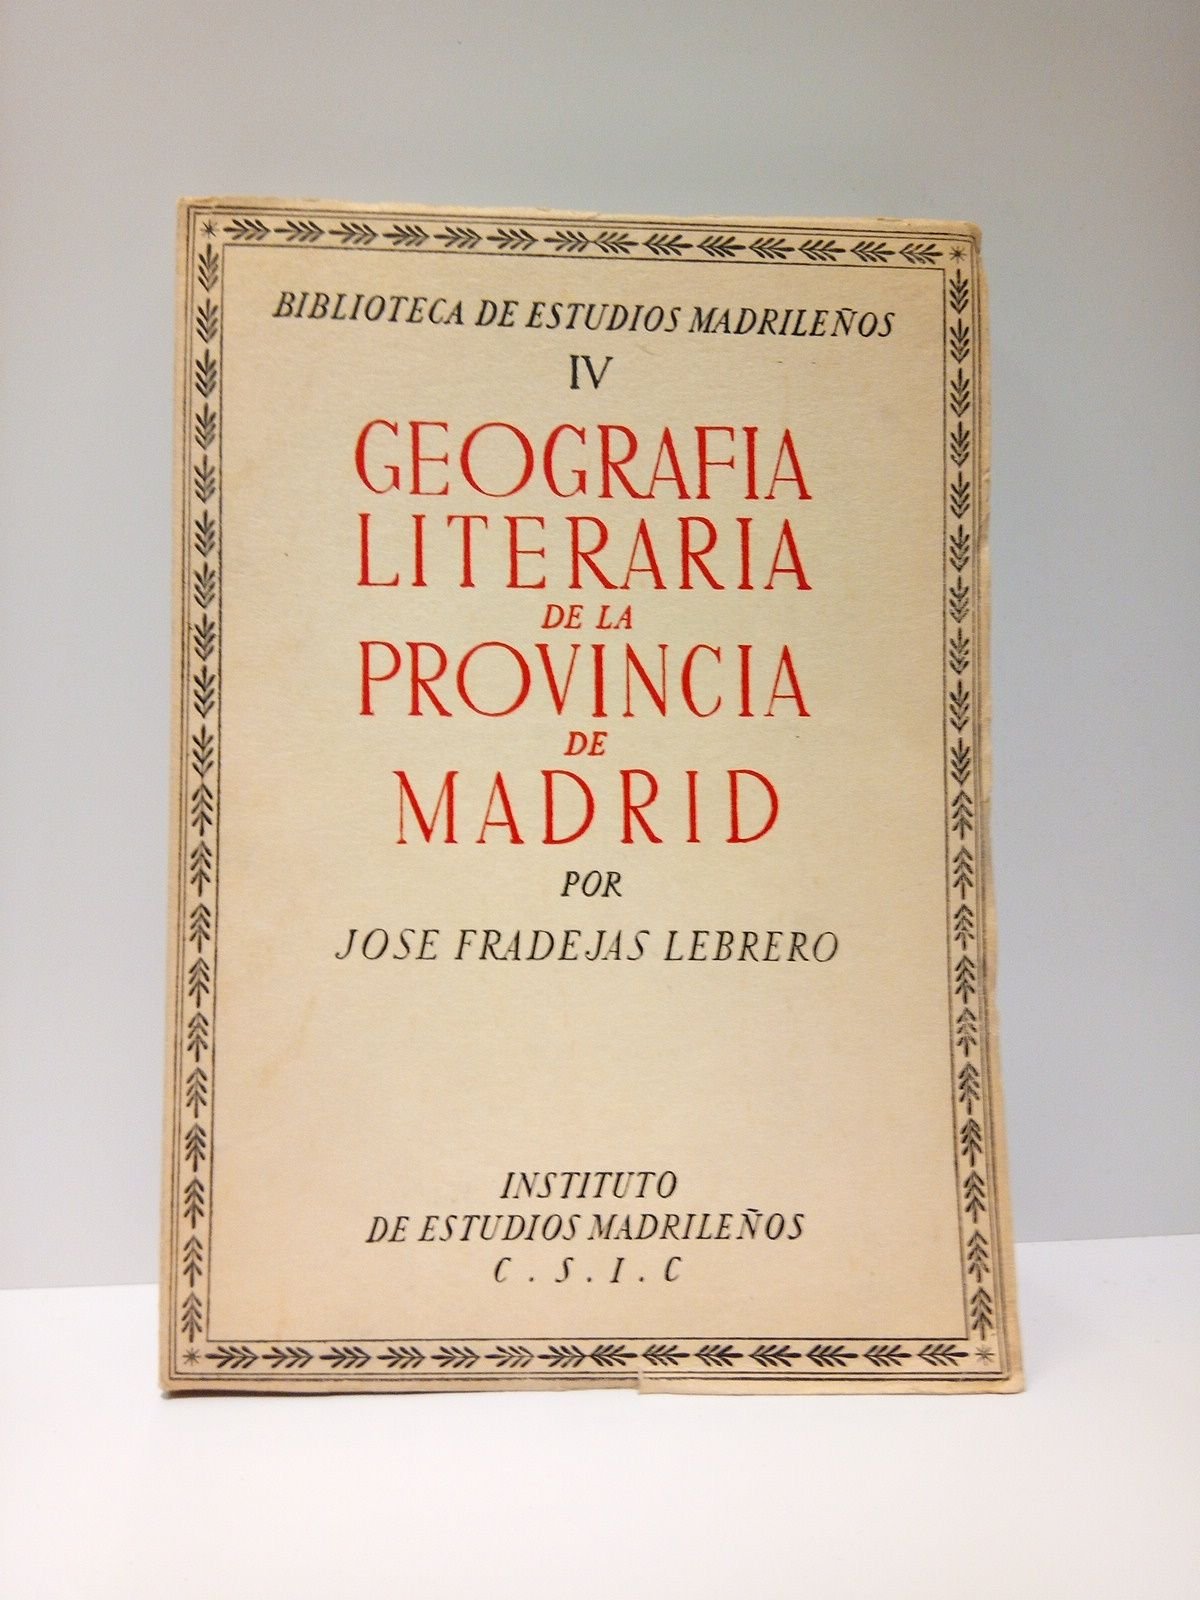 BIBLIOTECA DE ESTUDIOS MADRILEÑOS
IV
GEOGRAFIA
LITERARIA
DE LA
PROVINCIA
DE
MADRID
POR
JOSE FRADEJAS LEBRERO
INSTITUTO
DE ESTUDIOS MADRILEÑOS
C . S . I . C